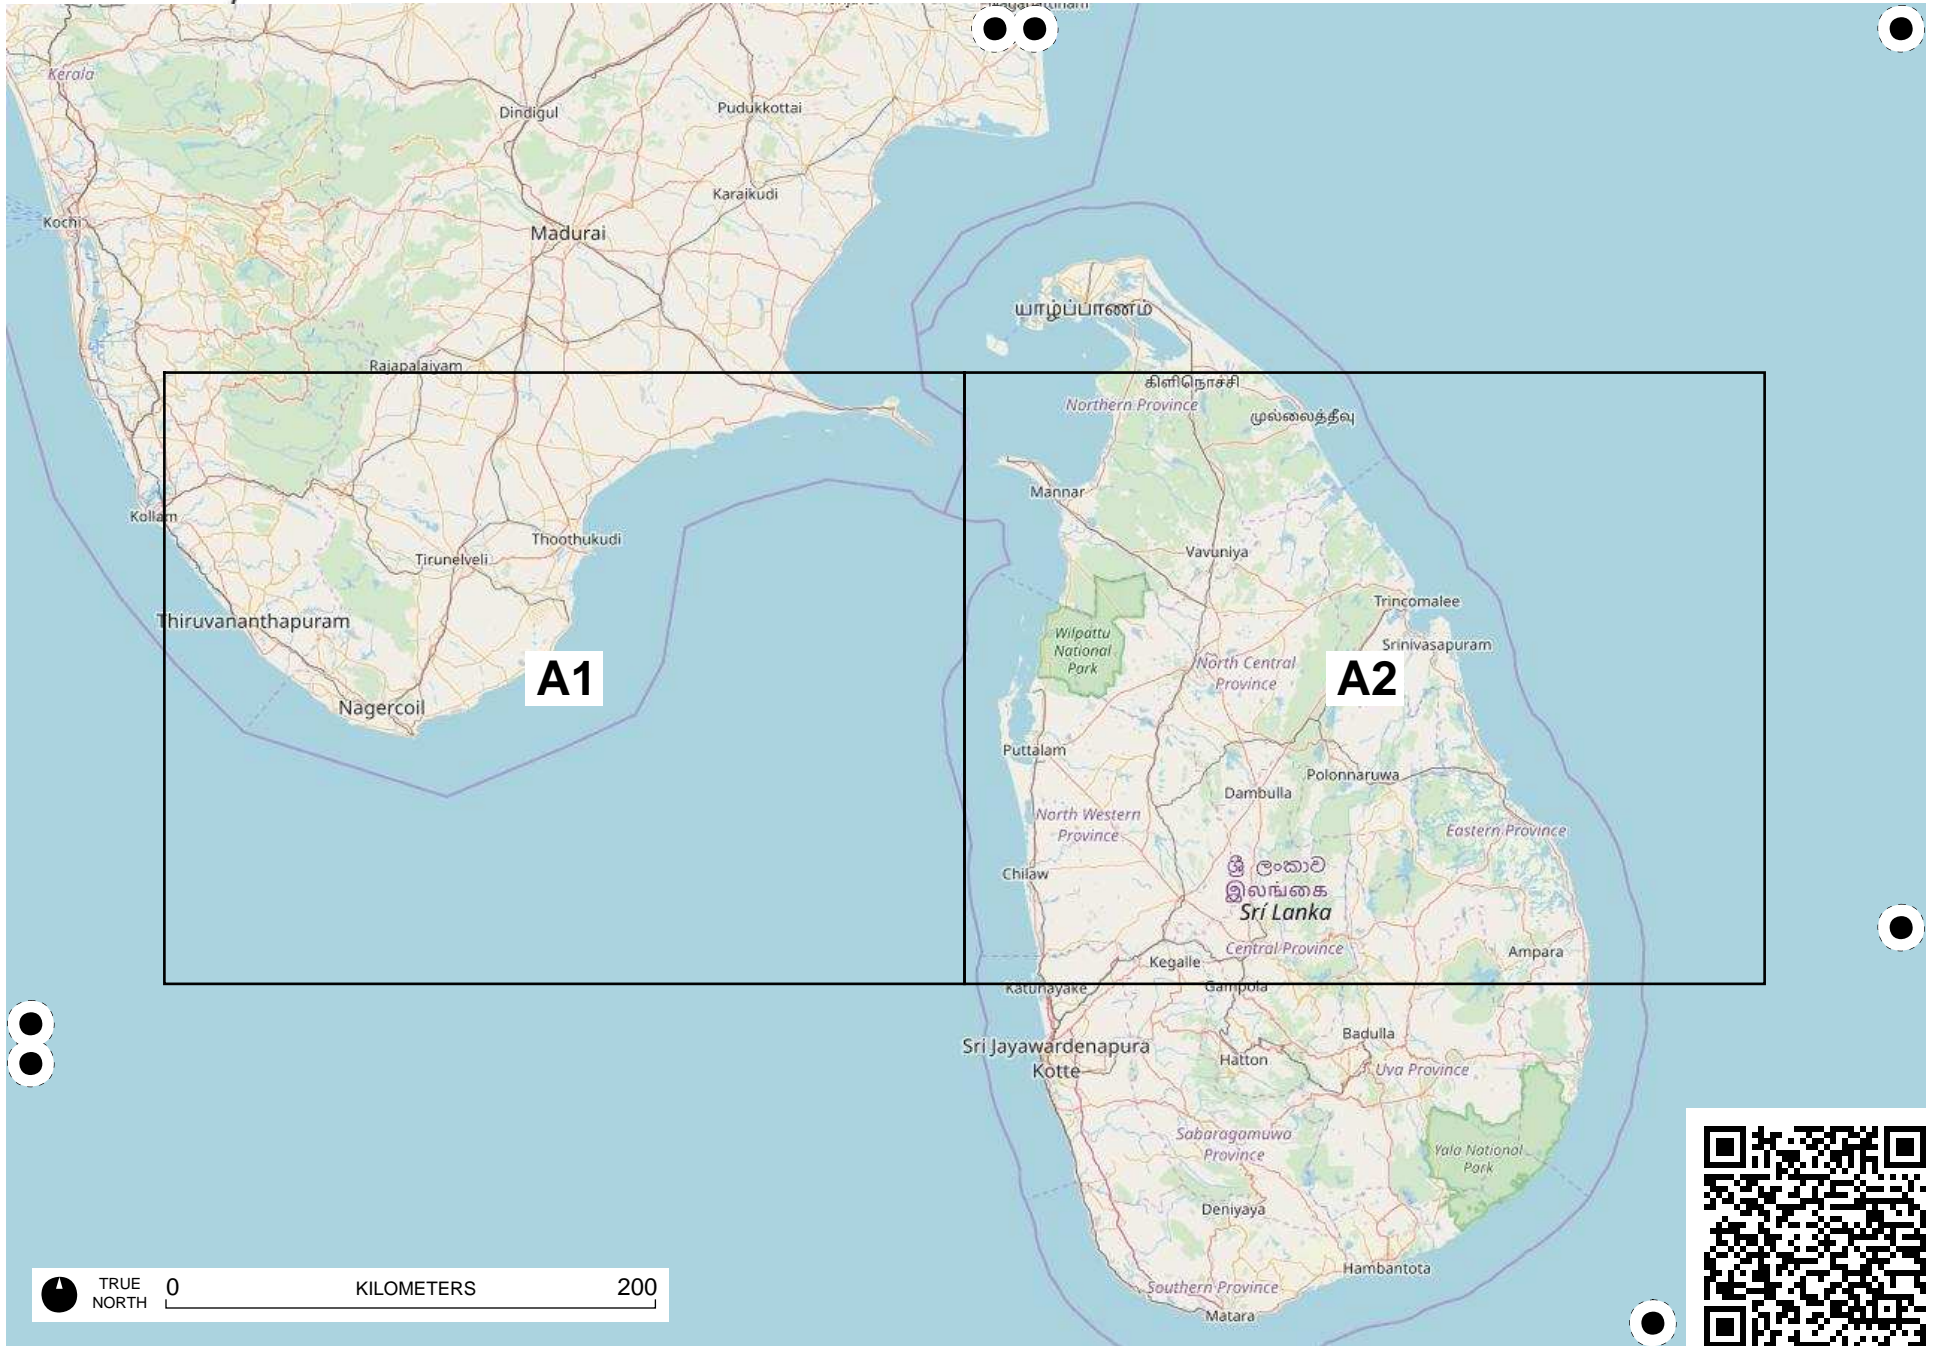 Kerala
Dindigul
Pudukkottai
Karaikudi
Kochi
Madurai
யாழ்ப்பாணம்
Rajapalaiyam
கிளிநொச்சி
Northern Province
முல்லைத்தீவு
Mannar
Kollam
Thoothukudi
Tirunelveli
Vavuniya
Trincomalee
Thiruvananthapuram
Wilpattu
National
Park
Srinivasapuram
North Central
Province
A1
A2
Nagercoil
Puttalam
Polonnaruwa
Dambulla
North Western
Province
Eastern Province
Chilaw
ශ්‍රී ලංකාව
இலங்கை
Srí Lanka
Central Province
Ampara
Kegalle
Katunayake
Gampola
Badulla
Sri Jayawardenapura
Kotte
Hatton
Uva Province
Sabaragamuwa
Province
Yala National
Park
Deniyaya
Hambantota
Southern Province
Matara
TRUE
NORTH
0 KILOMETERS 200